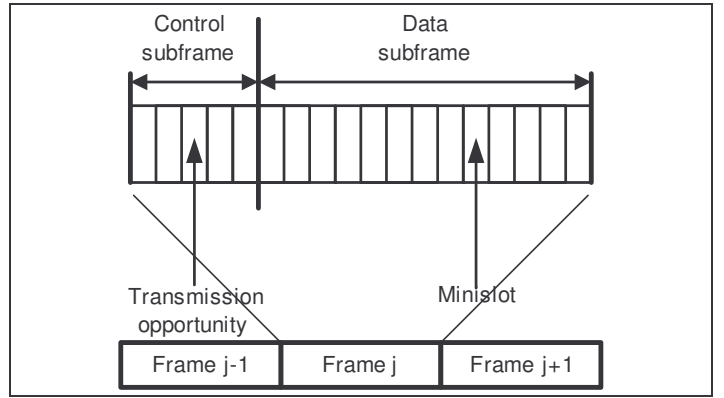 Control
subframe
Data
subframe
Transmission
opportunity
Minislot
Frame j-1
Frame j
Frame j+1